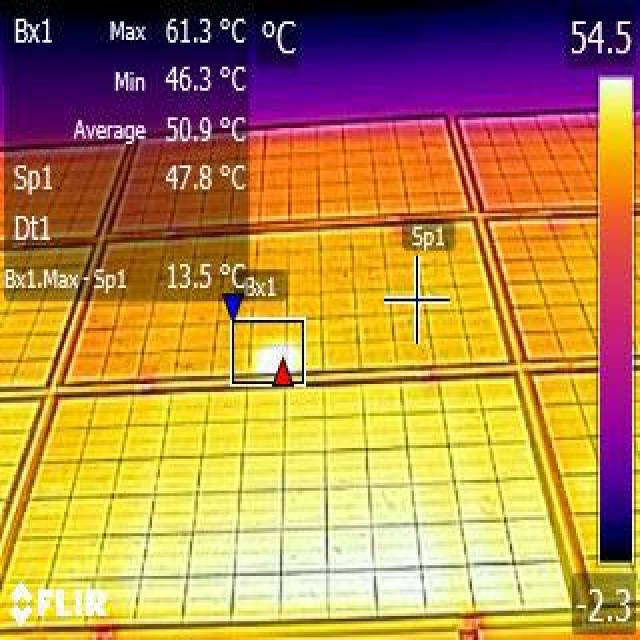 Bx1 Max 61.3 °C °C 54.5
Min 46.3 °C
Average 50.9 °C
Sp1 47.8 °C
Dt1
Bx1.Max - Sp1 13.5 °C
Sp1
Bx1
FLIR
-2.3